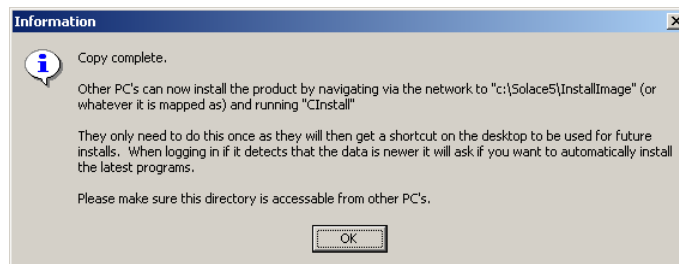 Information
Copy complete.
Other PC's can now install the product by navigating via the network to "c:\Solace5\InstallImage" (or
whatever it is mapped as) and running "CInstall"
They only need to do this once as they will then get a shortcut on the desktop to be used for future
installs.  When logging in if it detects that the data is newer it will ask if you want to automatically install
the latest programs.
Please make sure this directory is accessable from other PC's.
OK